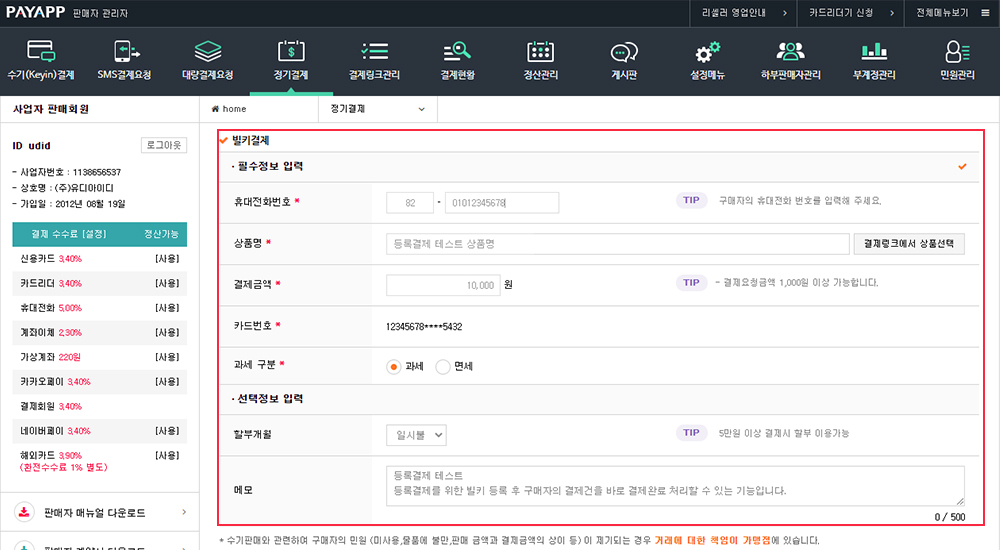 PAYAPP 판매자 관리자
리셀러 영업안내 >
카드리더기 신청 >
전체메뉴보기
수기(Keyin)결제
SMS결제요청
대량결제요청
정기결제
결제링크관리
결제현황
정산관리
게시판
설정메뉴
하부판매자관리
부계정관리
민원관리
사업자 판매회원
home
정기결제
ID udid
로그아웃
- 사업자번호 : 1138656537
- 상호명 : (주)유디아이디
- 가입일 : 2012년 08월 19일
결제 수수료 [설정] 정산가능
신용카드 3,40% [사용]
카드리더 3,40% [사용]
휴대전화 5,00% [사용]
계좌이체 2,30% [사용]
가상계좌 220원 [사용]
카카오페이 3,40% [사용]
결제회원 3,40%
네이버페이 3,40% [사용]
해외카드 3,90% [사용]
(환전수수료 1% 별도)
판매자 매뉴얼 다운로드 >
빌키결제
· 필수정보 입력
휴대전화번호 * 82 - 01012345678 TIP 구매자의 휴대전화 번호를 입력해 주세요.
상품명 * 등록결제 테스트 상품명 결제링크에서 상품선택
결제금액 * 10,000 원 TIP - 결제요청금액 1,000원 이상 가능합니다.
카드번호 * 12345678****5432
과세 구분 * 과세 면세
· 선택정보 입력
할부개월 일시불 TIP 5만원 이상 결제시 할부 이용가능
메모
등록결제 테스트
등록결제를 위한 빌키 등록 후 구매자의 결제건을 바로 결제완료 처리할 수 있는 기능입니다.
0 / 500
* 수기판매와 관련하여 구매자의 민원 (미사용,물품에 불만,판매 금액과 결제금액의 상이 등) 이 제기되는 경우 거래에 대한 책임이 가맹점에 있습니다.